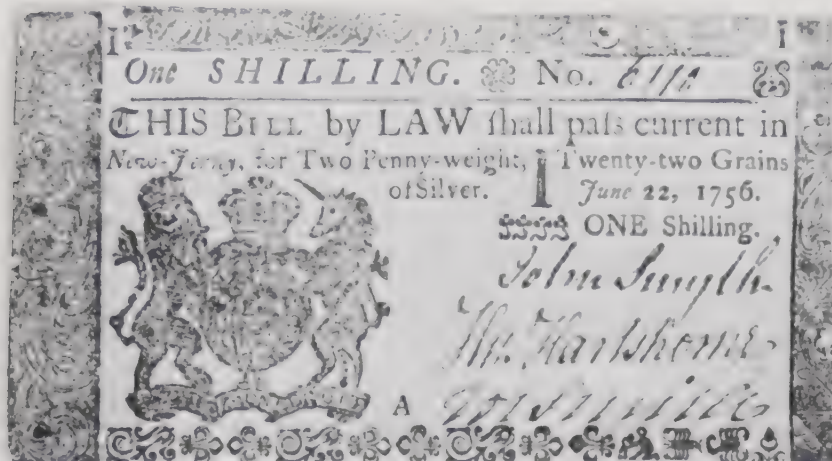 One SHILLING. No.
THIS BILL by LAW ſhall paſs current in
New-Jerſey, for Two Penny-weight, Twenty-two Grains
of Silver. June 22, 1756.
ONE Shilling.
John Smyth
Hartshorne
A